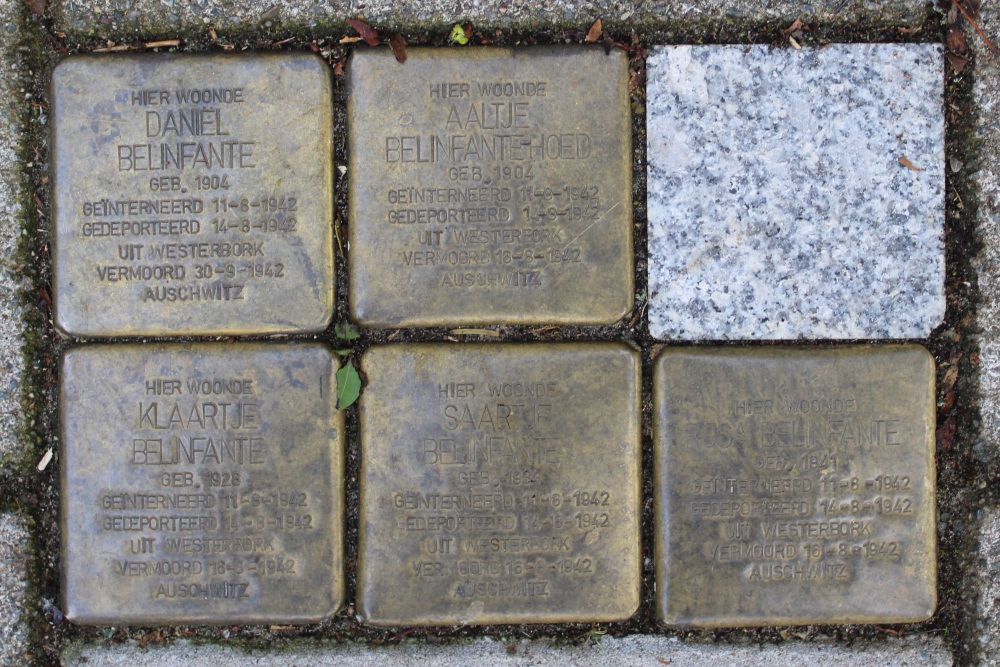 HIER WOONDE
DANIËL
BELINFANTE
GEB. 1904
GEÏNTERNEERD 11-8-1942
GEDEPORTEERD 14-8-1942
UIT WESTERBORK
VERMOORD 30-9-1942
AUSCHWITZ
HIER WOONDE
AALTJE
BELINFANTE-HOED
GEB. 1904
GEÏNTERNEERD 11-8-1942
GEDEPORTEERD 14-8-1942
UIT WESTERBORK
VERMOORD 16-8-1942
AUSCHWITZ
HIER WOONDE
KLAARTJE
BELINFANTE
GEB. 1928
GEÏNTERNEERD 11-8-1942
GEDEPORTEERD 14-8-1942
UIT WESTERBORK
VERMOORD 16-8-1942
AUSCHWITZ
HIER WOONDE
SAARTJE
BELINFANTE
GEB.
GEÏNTERNEERD 11-8-1942
GEDEPORTEERD 14-8-1942
UIT WESTERBORK
VERMOORD 16-8-1942
AUSCHWITZ
HIER WOONDE
ROSA BELINFANTE
GEB. 1941
GEÏNTERNEERD 11-8-1942
GEDEPORTEERD 14-8-1942
UIT WESTERBORK
VERMOORD 16-8-1942
AUSCHWITZ